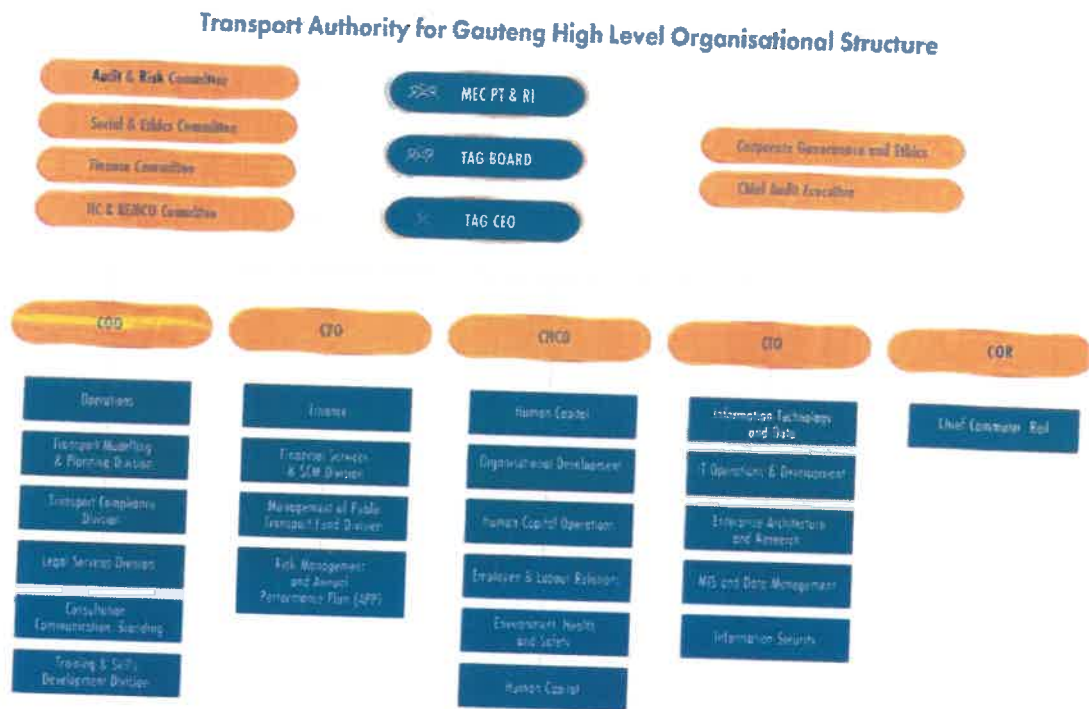 Transport Authority for Gauteng High Level Organisational Structure
Audit & Risk Committee
Social & Ethics Committee
Finance Committee
HC & REMCO Committee
MEC PT & RI
TAG BOARD
TAG CEO
Corporate Governance and Ethics
Chief Audit Executive
COO
Operations
Transport Modelling
& Planning Division
Transport Compliance
Division
Legal Services Division
Consultation
Communication, Branding
Training & Skills
Development Division
CFO
Finance
Financial Services
& SCM Division
Management of Public
Transport Fund Division
Risk Management
and Annual
Performance Plan (APP)
CHCO
Human Capital
Organisational Development
Human Capital Operations
Employee & Labour Relations
Environment, Health
and Safety
Human Capital
CIO
Information Technology
and Data
IT Operations & Development
Enterprise Architecture
and Research
MIS and Data Management
Information Security
COR
Chief Commuter Rail